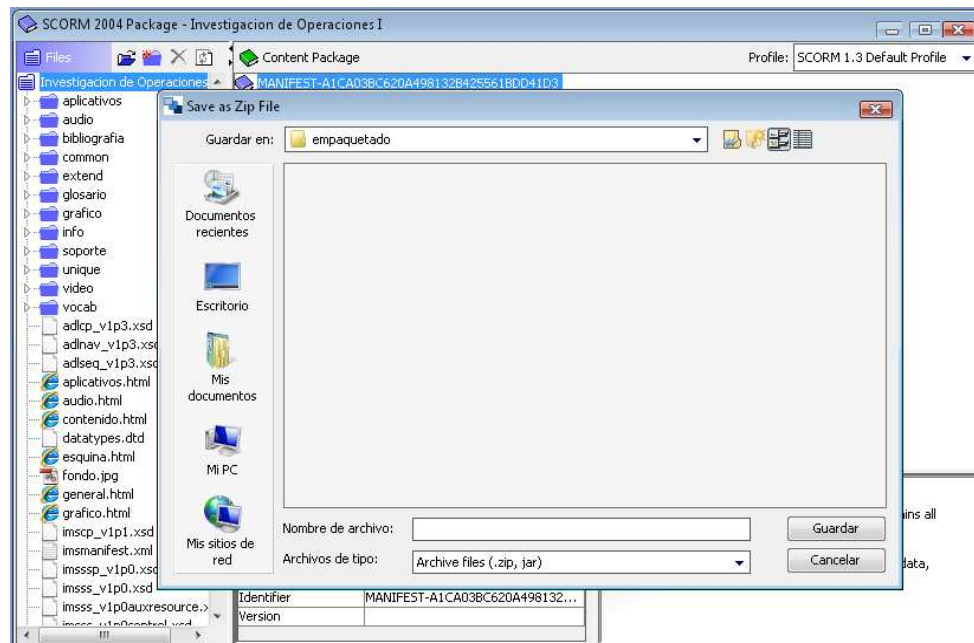 SCORM 2004 Package - Investigacion de Operaciones I
Files
Content Package
Profile:
SCORM 1.3 Default Profile
Investigacion de Operaciones
MANIFEST-A1CA03BC620A498132B425561BDD41D3
aplicativos
audio
bibliografia
common
extend
glosario
grafico
info
soporte
unique
video
vocab
adlcp_v1p3.xsd
adlnav_v1p3.xsd
adlseq_v1p3.xsd
aplicativos.html
audio.html
contenido.html
datatypes.dtd
esquina.html
fondo.jpg
general.html
grafico.html
imscp_v1p1.xsd
imsmanifest.xml
imsssp_v1p0.xsd
imsss_v1p0.xsd
imsss_v1p0auxresource.x
imsss_v1p0control.xsd
Save as Zip File
Guardar en:
empaquetado
Documentos
recientes
Escritorio
Mis
documentos
Mi PC
Mis sitios de
red
Nombre de archivo:
Guardar
Archivos de tipo:
Archive files (.zip, jar)
Cancelar
ins all
data,
Identifier
MANIFEST-A1CA03BC620A498132...
Version